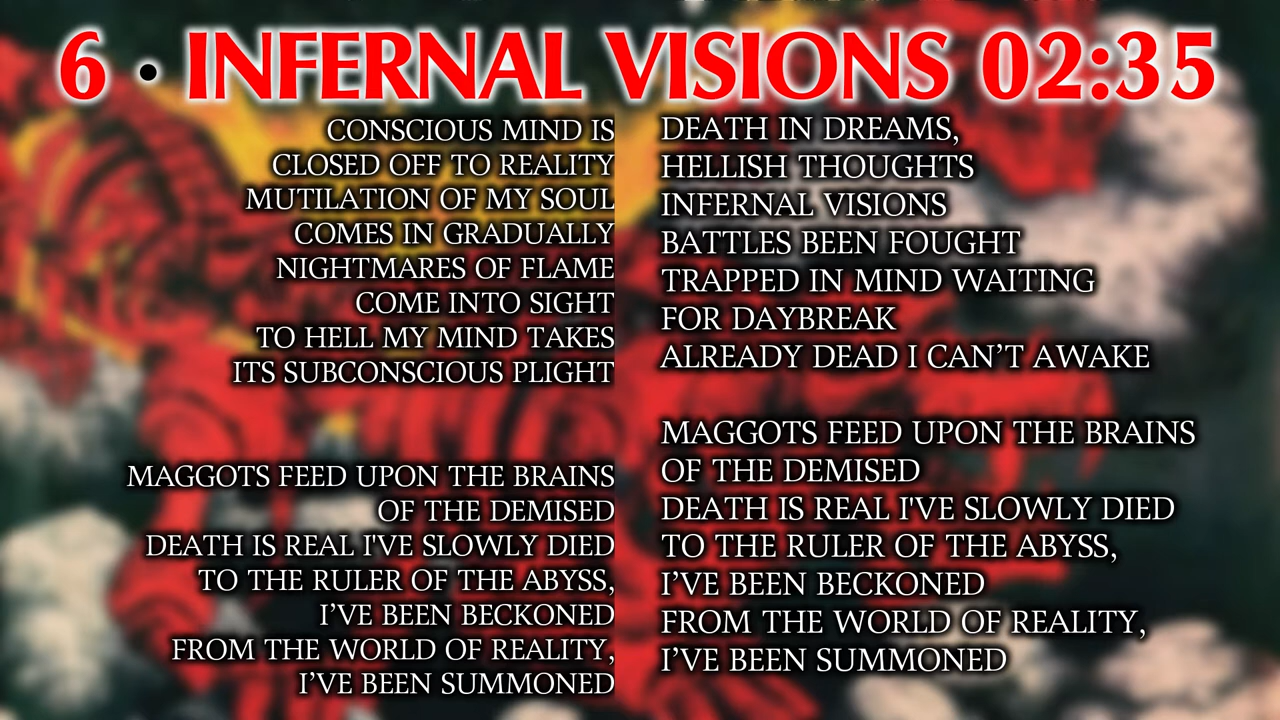 6 • INFERNAL VISIONS 02:35
CONSCIOUS MIND IS
CLOSED OFF TO REALITY
MUTILATION OF MY SOUL
COMES IN GRADUALLY
NIGHTMARES OF FLAME
COME INTO SIGHT
TO HELL MY MIND TAKES
ITS SUBCONSCIOUS PLIGHT
MAGGOTS FEED UPON THE BRAINS
OF THE DEMISED
DEATH IS REAL I'VE SLOWLY DIED
TO THE RULER OF THE ABYSS,
I’VE BEEN BECKONED
FROM THE WORLD OF REALITY,
I’VE BEEN SUMMONED
DEATH IN DREAMS,
HELLISH THOUGHTS
INFERNAL VISIONS
BATTLES BEEN FOUGHT
TRAPPED IN MIND WAITING
FOR DAYBREAK
ALREADY DEAD I CAN’T AWAKE
MAGGOTS FEED UPON THE BRAINS
OF THE DEMISED
DEATH IS REAL I'VE SLOWLY DIED
TO THE RULER OF THE ABYSS,
I’VE BEEN BECKONED
FROM THE WORLD OF REALITY,
I’VE BEEN SUMMONED